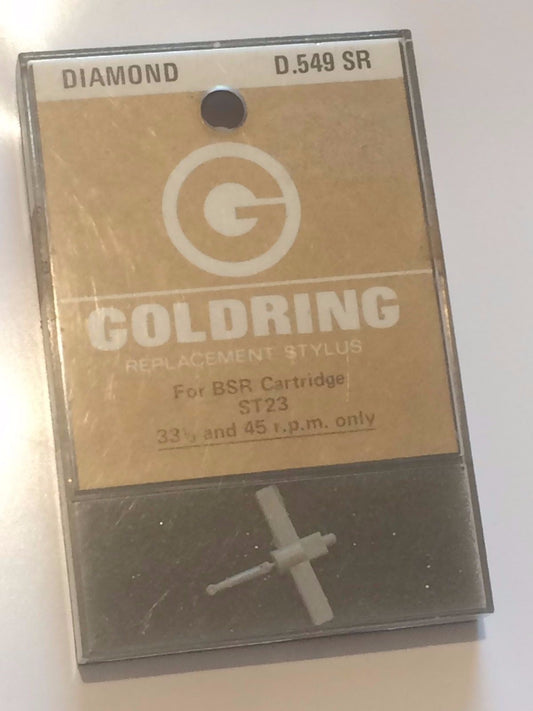 DIAMOND D.549 SR
G
GOLDRING
REPLACEMENT STYLUS
For BSR Cartridge
ST23
33⅓ and 45 r.p.m. only